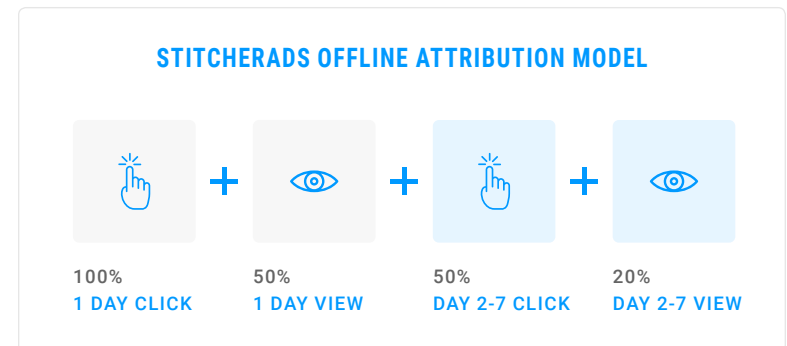 STITCHERADS OFFLINE ATTRIBUTION MODEL
100%
1 DAY CLICK
50%
1 DAY VIEW
50%
DAY 2-7 CLICK
20%
DAY 2-7 VIEW